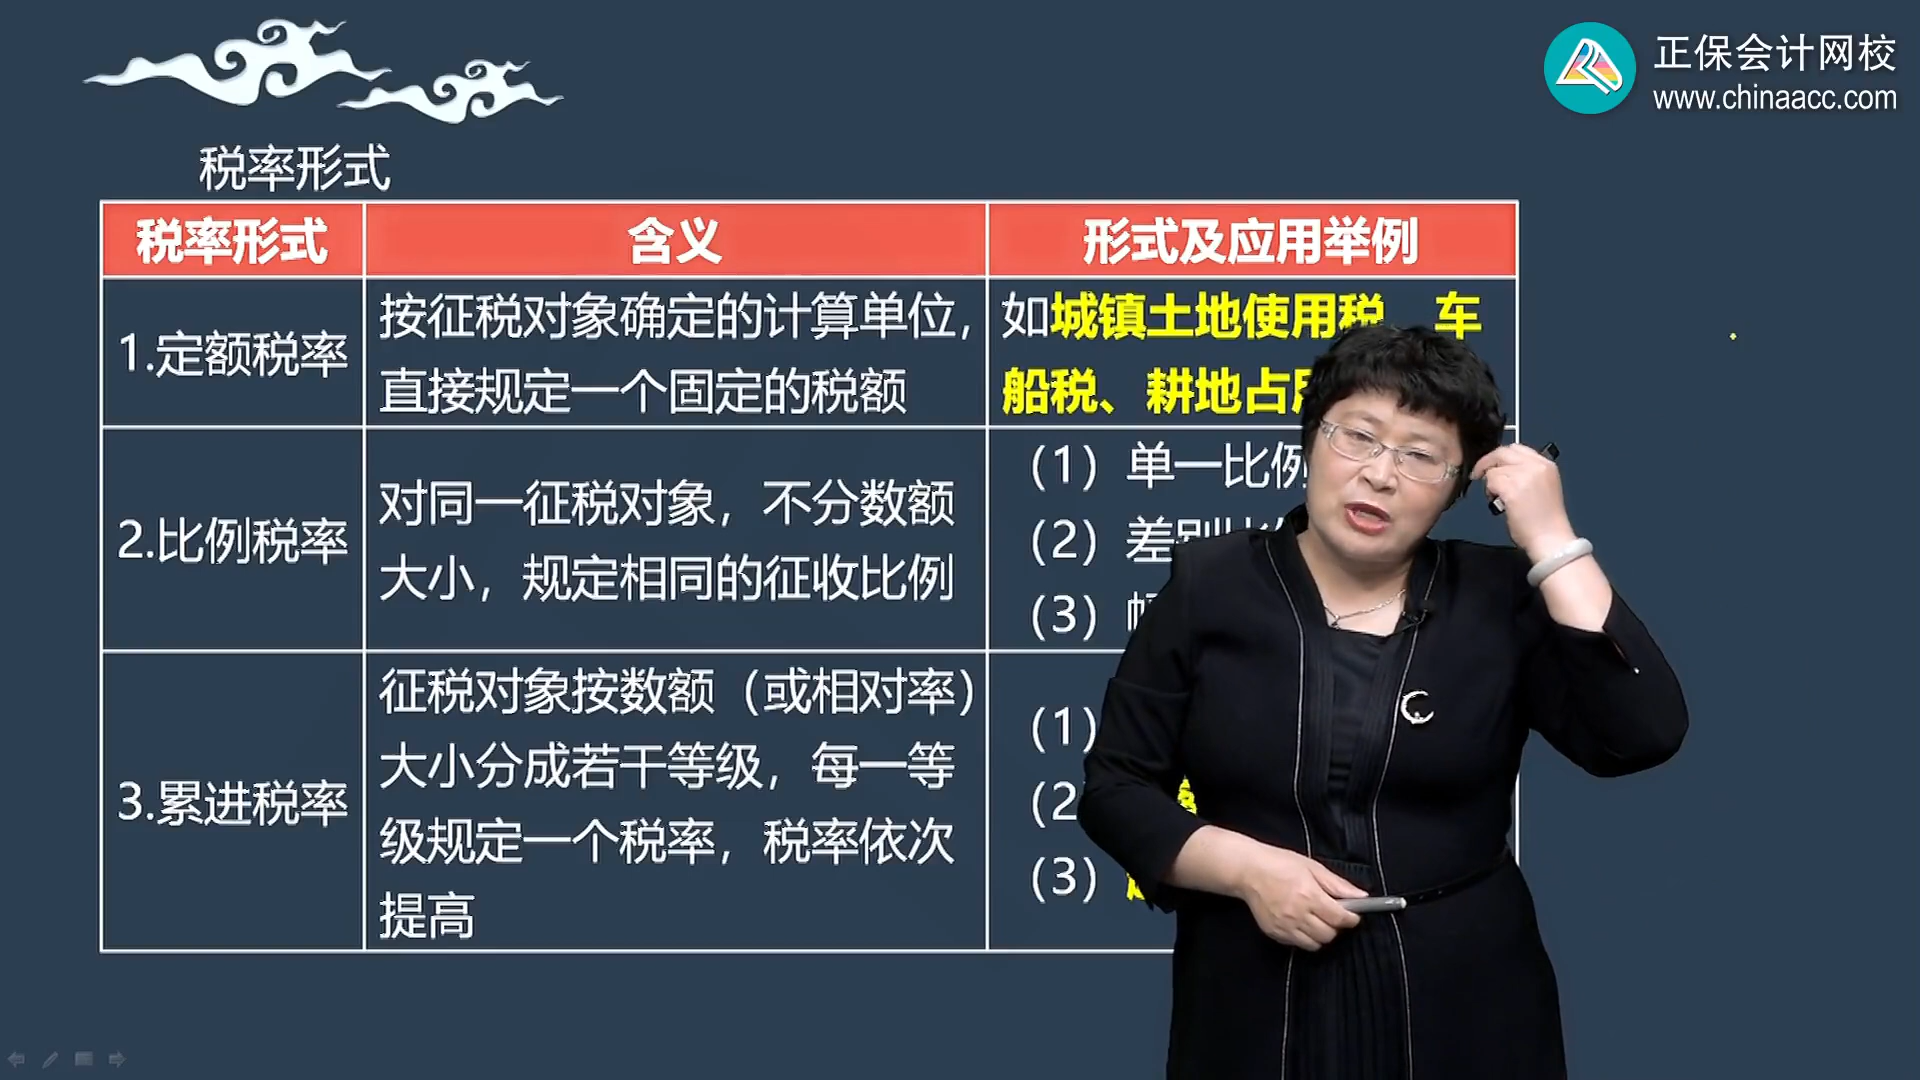 正保会计网校
www.chinaacc.com
税率形式
税率形式
含义
形式及应用举例
1.定额税率
按征税对象确定的计算单位，
直接规定一个固定的税额
如城镇土地使用税、车
船税、耕地占
2.比例税率
对同一征税对象，不分数额
大小，规定相同的征收比例
（1）单一比例
（2）差别比
（3）
3.累进税率
征税对象按数额（或相对率）
大小分成若干等级，每一等
级规定一个税率，税率依次
提高
（1）
（2
（3）